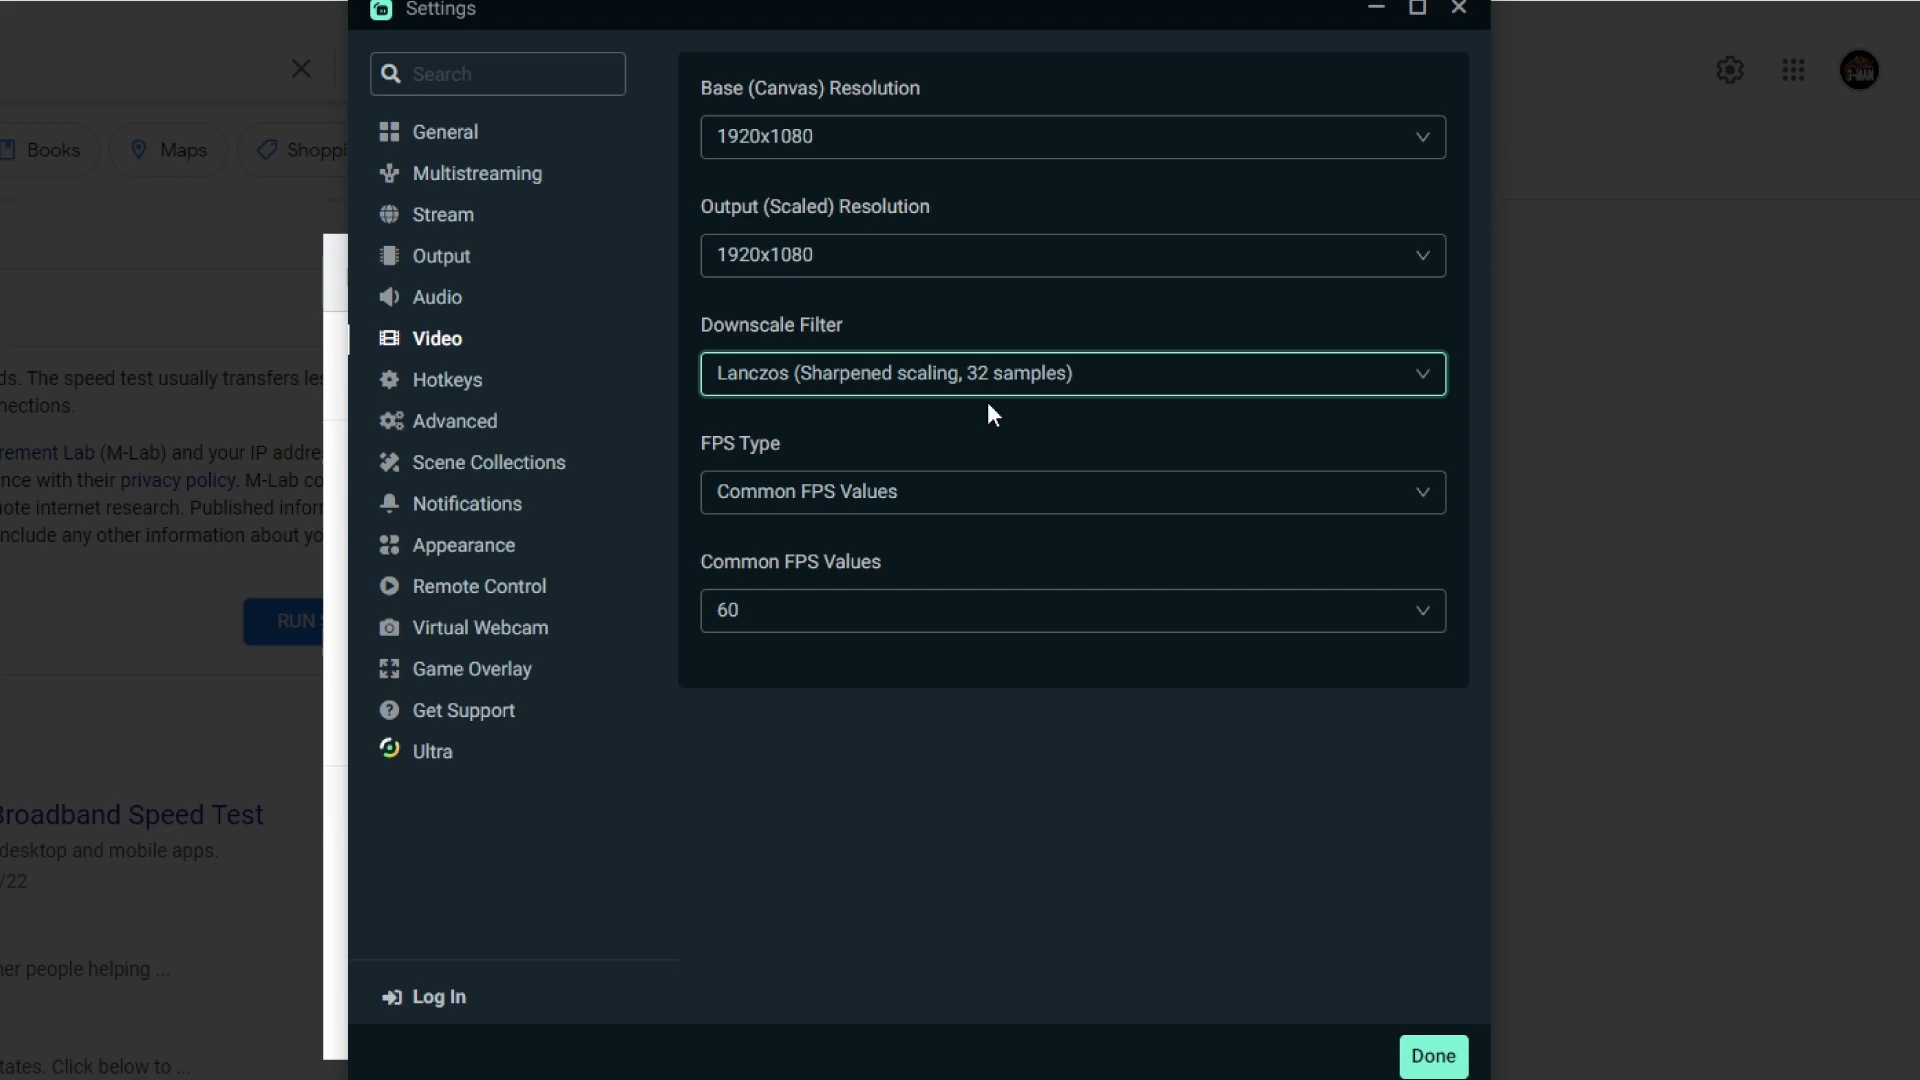 Settings
Search
General
Multistreaming
Stream
Output
Audio
Video
Hotkeys
Advanced
Scene Collections
Notifications
Appearance
Remote Control
Virtual Webcam
Game Overlay
Get Support
Ultra
Log In
Base (Canvas) Resolution
1920x1080
Output (Scaled) Resolution
1920x1080
Downscale Filter
Lanczos (Sharpened scaling, 32 samples)
FPS Type
Common FPS Values
Common FPS Values
60
Done
Books
Maps
Shoppi
ds. The speed test usually transfers les
nections.
rement Lab (M-Lab) and your IP addre
nce with their privacy policy. M-Lab co
note internet research. Published infor
nclude any other information about yo
RUN S
Broadband Speed Test
desktop and mobile apps.
/22
er people helping ...
tates. Click below to ...